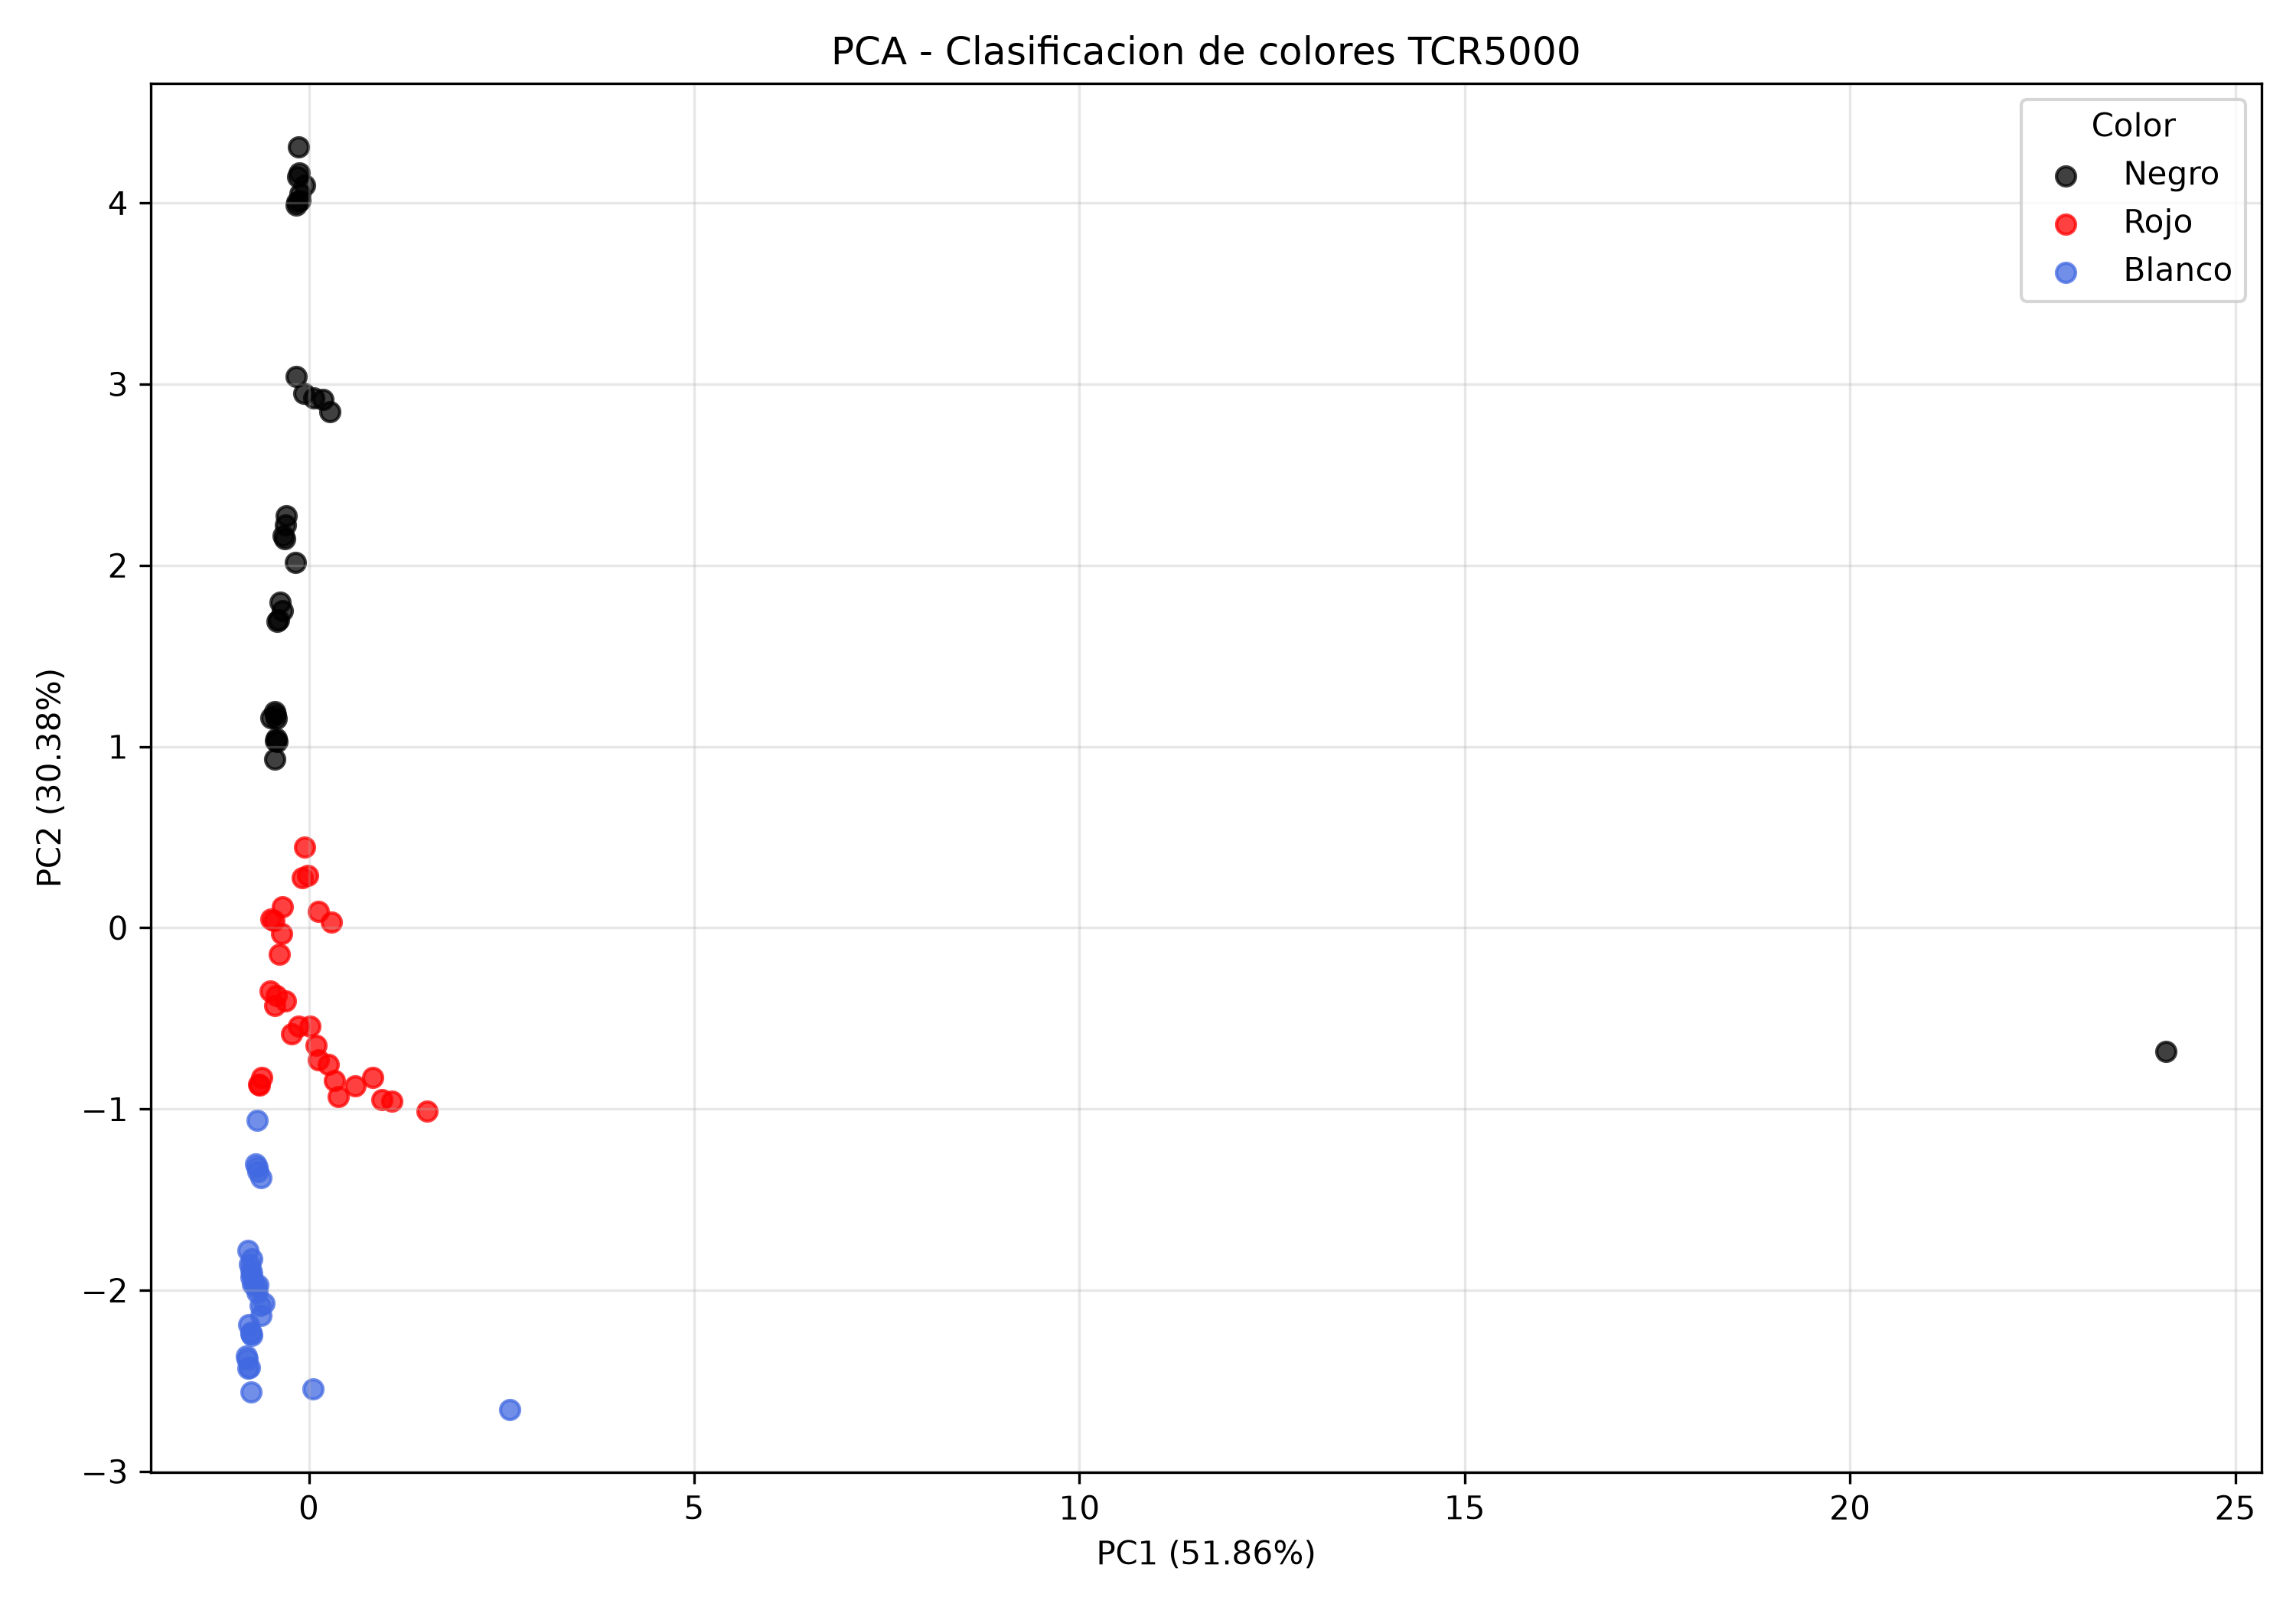 PCA - Clasificacion de colores TCR5000
Color
Negro
Rojo
Blanco
4
3
2
1
0
−1
−2
−3
PC2 (30.38%)
0
5
10
15
20
25
PC1 (51.86%)